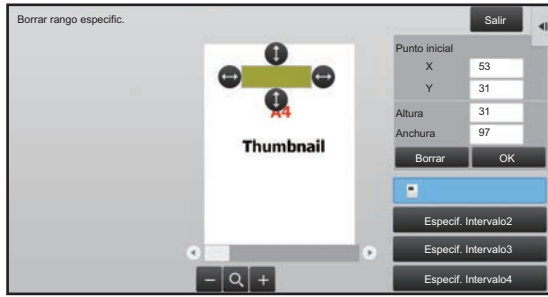 Borrar rango especific.
Salir
Punto inicial
X 53
Y 31
Altura 31
Anchura 97
Borrar OK
A4
Thumbnail
Especif. Intervalo2
Especif. Intervalo3
Especif. Intervalo4